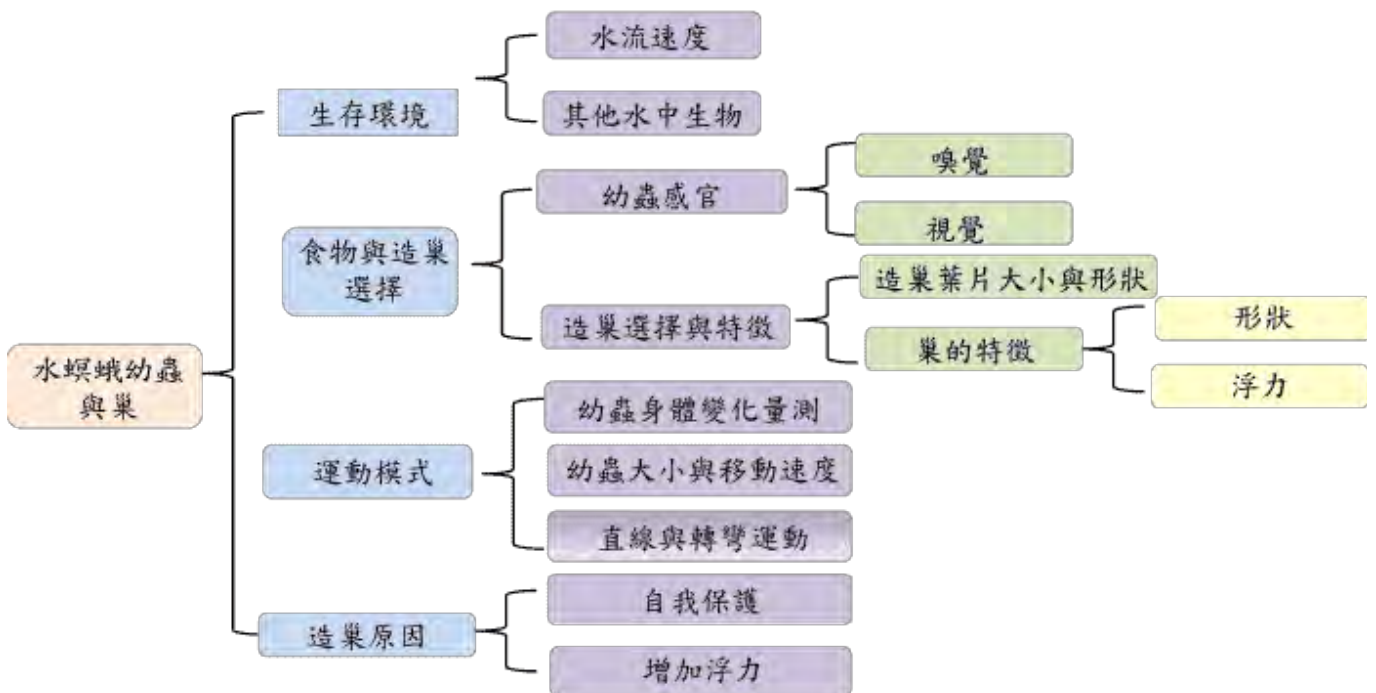 水螟蛾幼蟲
與巢
生存環境
水流速度
其他水中生物
食物與造巢
選擇
幼蟲感官
嗅覺
視覺
造巢選擇與特徵
造巢葉片大小與形狀
巢的特徵
形狀
浮力
運動模式
幼蟲身體變化量測
幼蟲大小與移動速度
直線與轉彎運動
造巢原因
自我保護
增加浮力